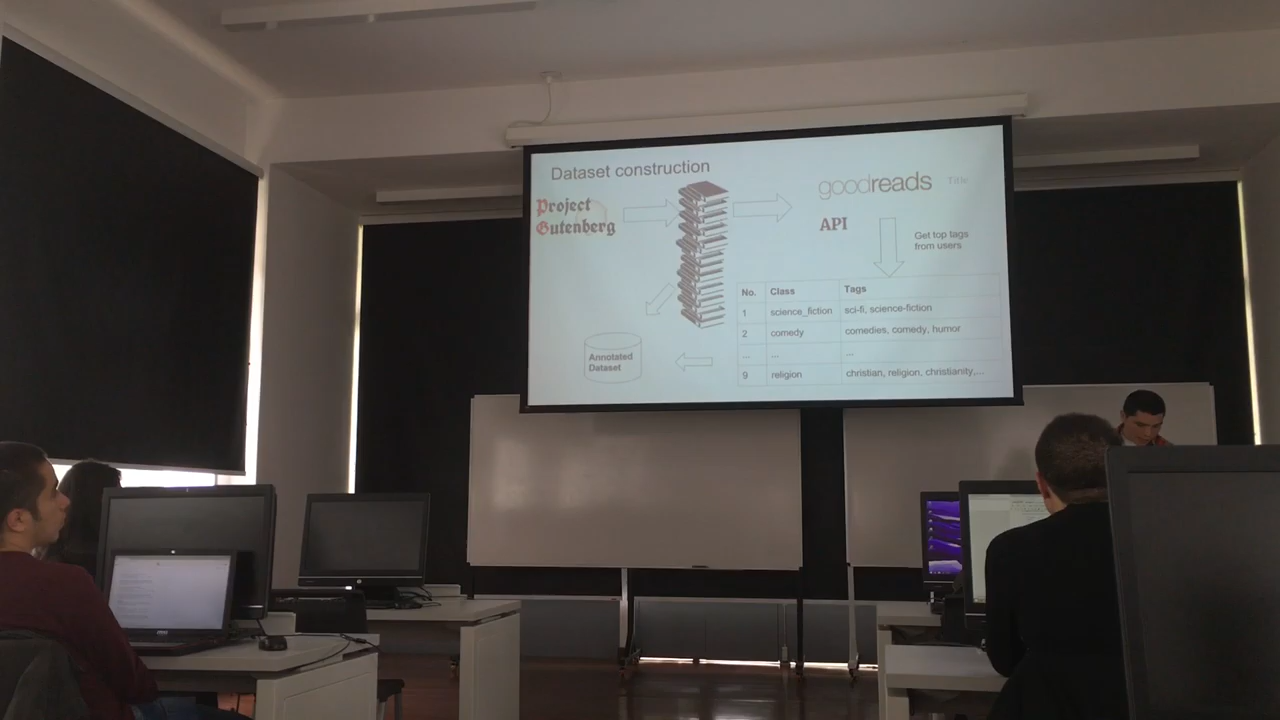 Dataset construction
Project
Gutenberg
goodreads
Title
API
Get top tags
from users
No. Class Tags
1 science_fiction sci-fi, science-fiction
2 comedy comedies, comedy, humor
... ... ...
9 religion christian, religion, christianity,...
Annotated
Dataset